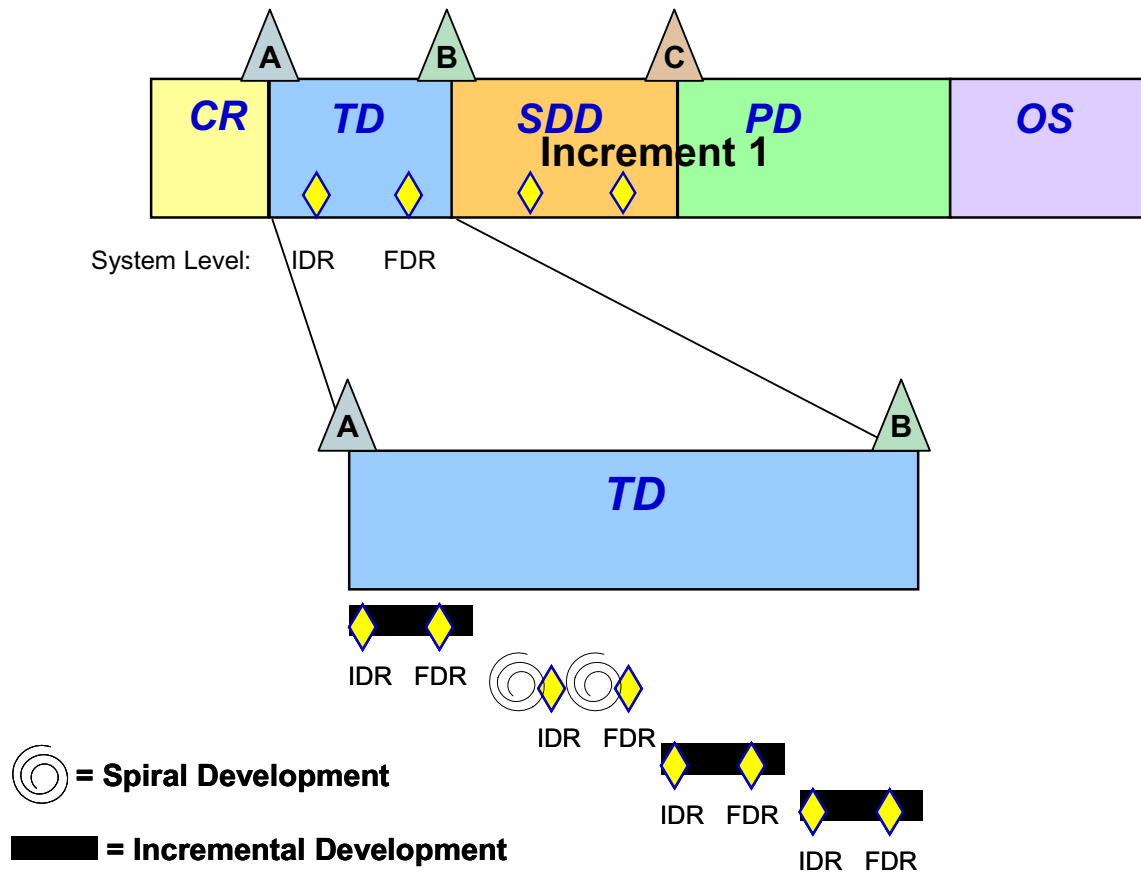 A
B
C
CR
TD
SDD
PD
OS
Increment 1
System Level:
IDR
FDR
A
B
TD
IDR
FDR
IDR
FDR
= Spiral Development
IDR
FDR
= Incremental Development
IDR
FDR